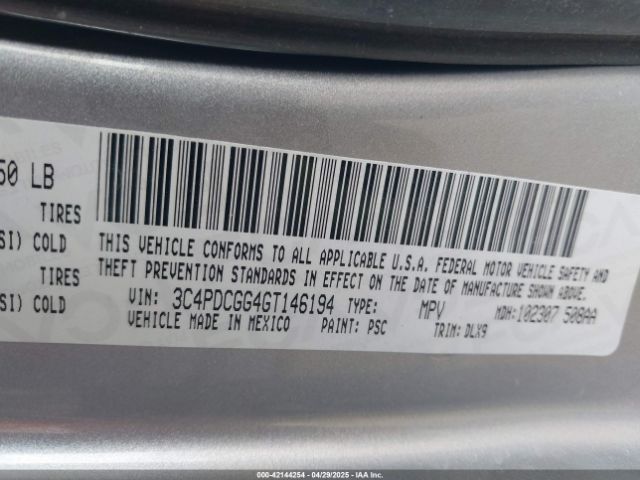 50 LB
TIRES
SI) COLD
TIRES
SI) COLD
THIS VEHICLE CONFORMS TO ALL APPLICABLE U.S.A. FEDERAL MOTOR VEHICLE SAFETY AND
THEFT PREVENTION STANDARDS IN EFFECT ON THE DATE OF MANUFACTURE SHOWN ABOVE.
VIN: 3C4PDCGG4GT146194 TYPE: MPV MDH: 102307 508AA
VEHICLE MADE IN MEXICO PAINT: PSC TRIM: DLX9
000-42144254 | 04/29/2025 | IAA Inc.